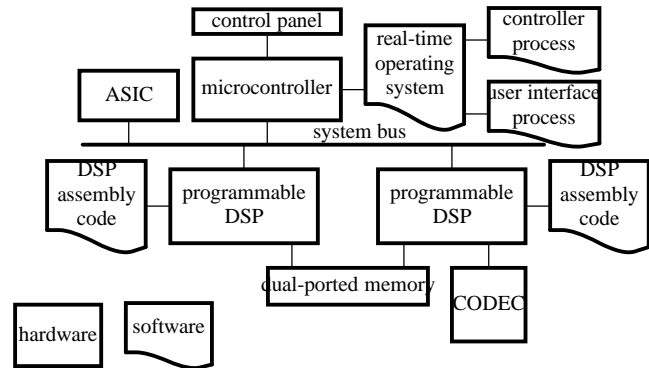 control panel
controller
process
real-time
operating
system
microcontroller
ASIC
user interface
process
system bus
DSP
assembly
code
programmable
DSP
programmable
DSP
DSP
assembly
code
dual-ported memory
CODEC
hardware
software